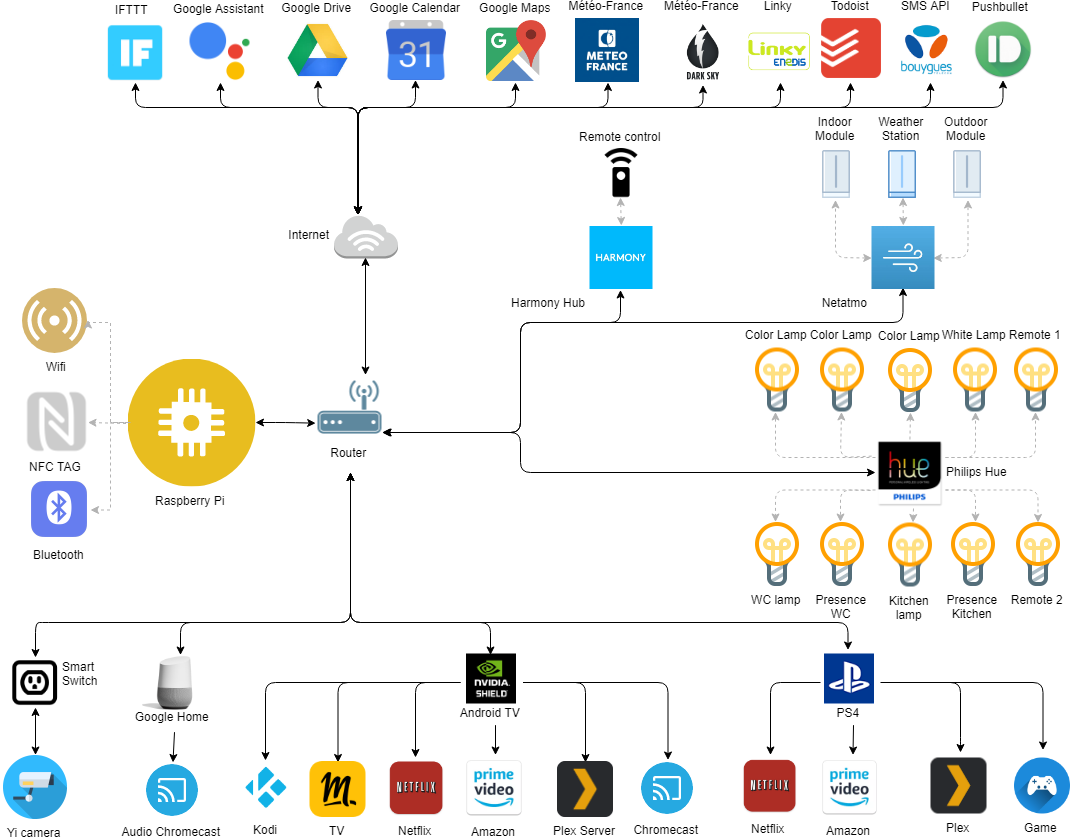 IFTTT
Google Assistant
Google Drive
Google Calendar
Google Maps
Météo-France
Météo-France
Linky
Todoist
SMS API
Pushbullet
IF
31
G
METEO
FRANCE
DARK SKY
Linky
ENEDIS
bouygues
Indoor
Module
Weather
Station
Outdoor
Module
Remote control
Internet
HARMONY
Harmony Hub
Netatmo
Wifi
NFC TAG
Bluetooth
Raspberry Pi
Router
Color Lamp
Color Lamp
Color Lamp
White Lamp
Remote 1
hue
PHILIPS
Philips Hue
WC lamp
Presence
WC
Kitchen
lamp
Presence
Kitchen
Remote 2
Smart
Switch
Google Home
NVIDIA.
SHIELD
Android TV
PS4
Yi camera
Audio Chromecast
Kodi
m.
TV
NETFLIX
Netflix
prime
video
Amazon
Plex Server
Chromecast
NETFLIX
Netflix
prime
video
Amazon
Plex
Game